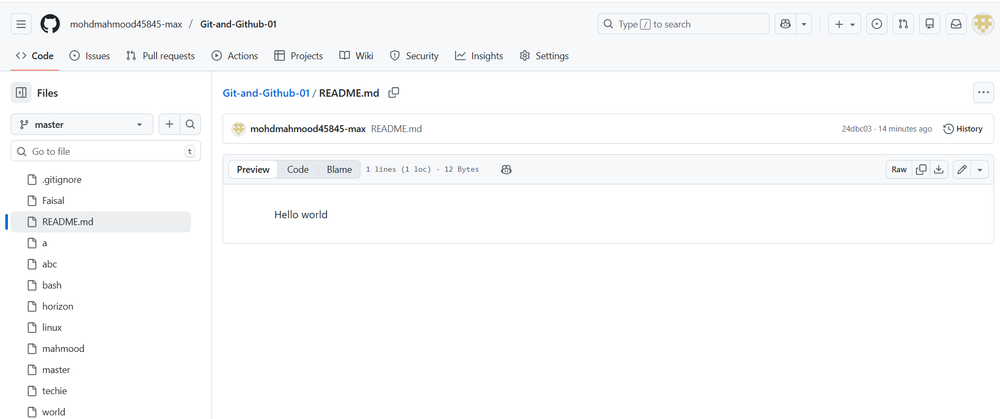 mohdmahmood45845-max / Git-and-Github-01
Type / to search
Code Issues Pull requests Actions Projects Wiki Security Insights Settings
Files
master
Go to file t
.gitignore
Faisal
README.md
a
abc
bash
horizon
linux
mahmood
master
techie
world
Git-and-Github-01 / README.md
mohdmahmood45845-max README.md
24dbc03 · 14 minutes ago History
Preview Code Blame 1 lines (1 loc) · 12 Bytes
Raw
Hello world